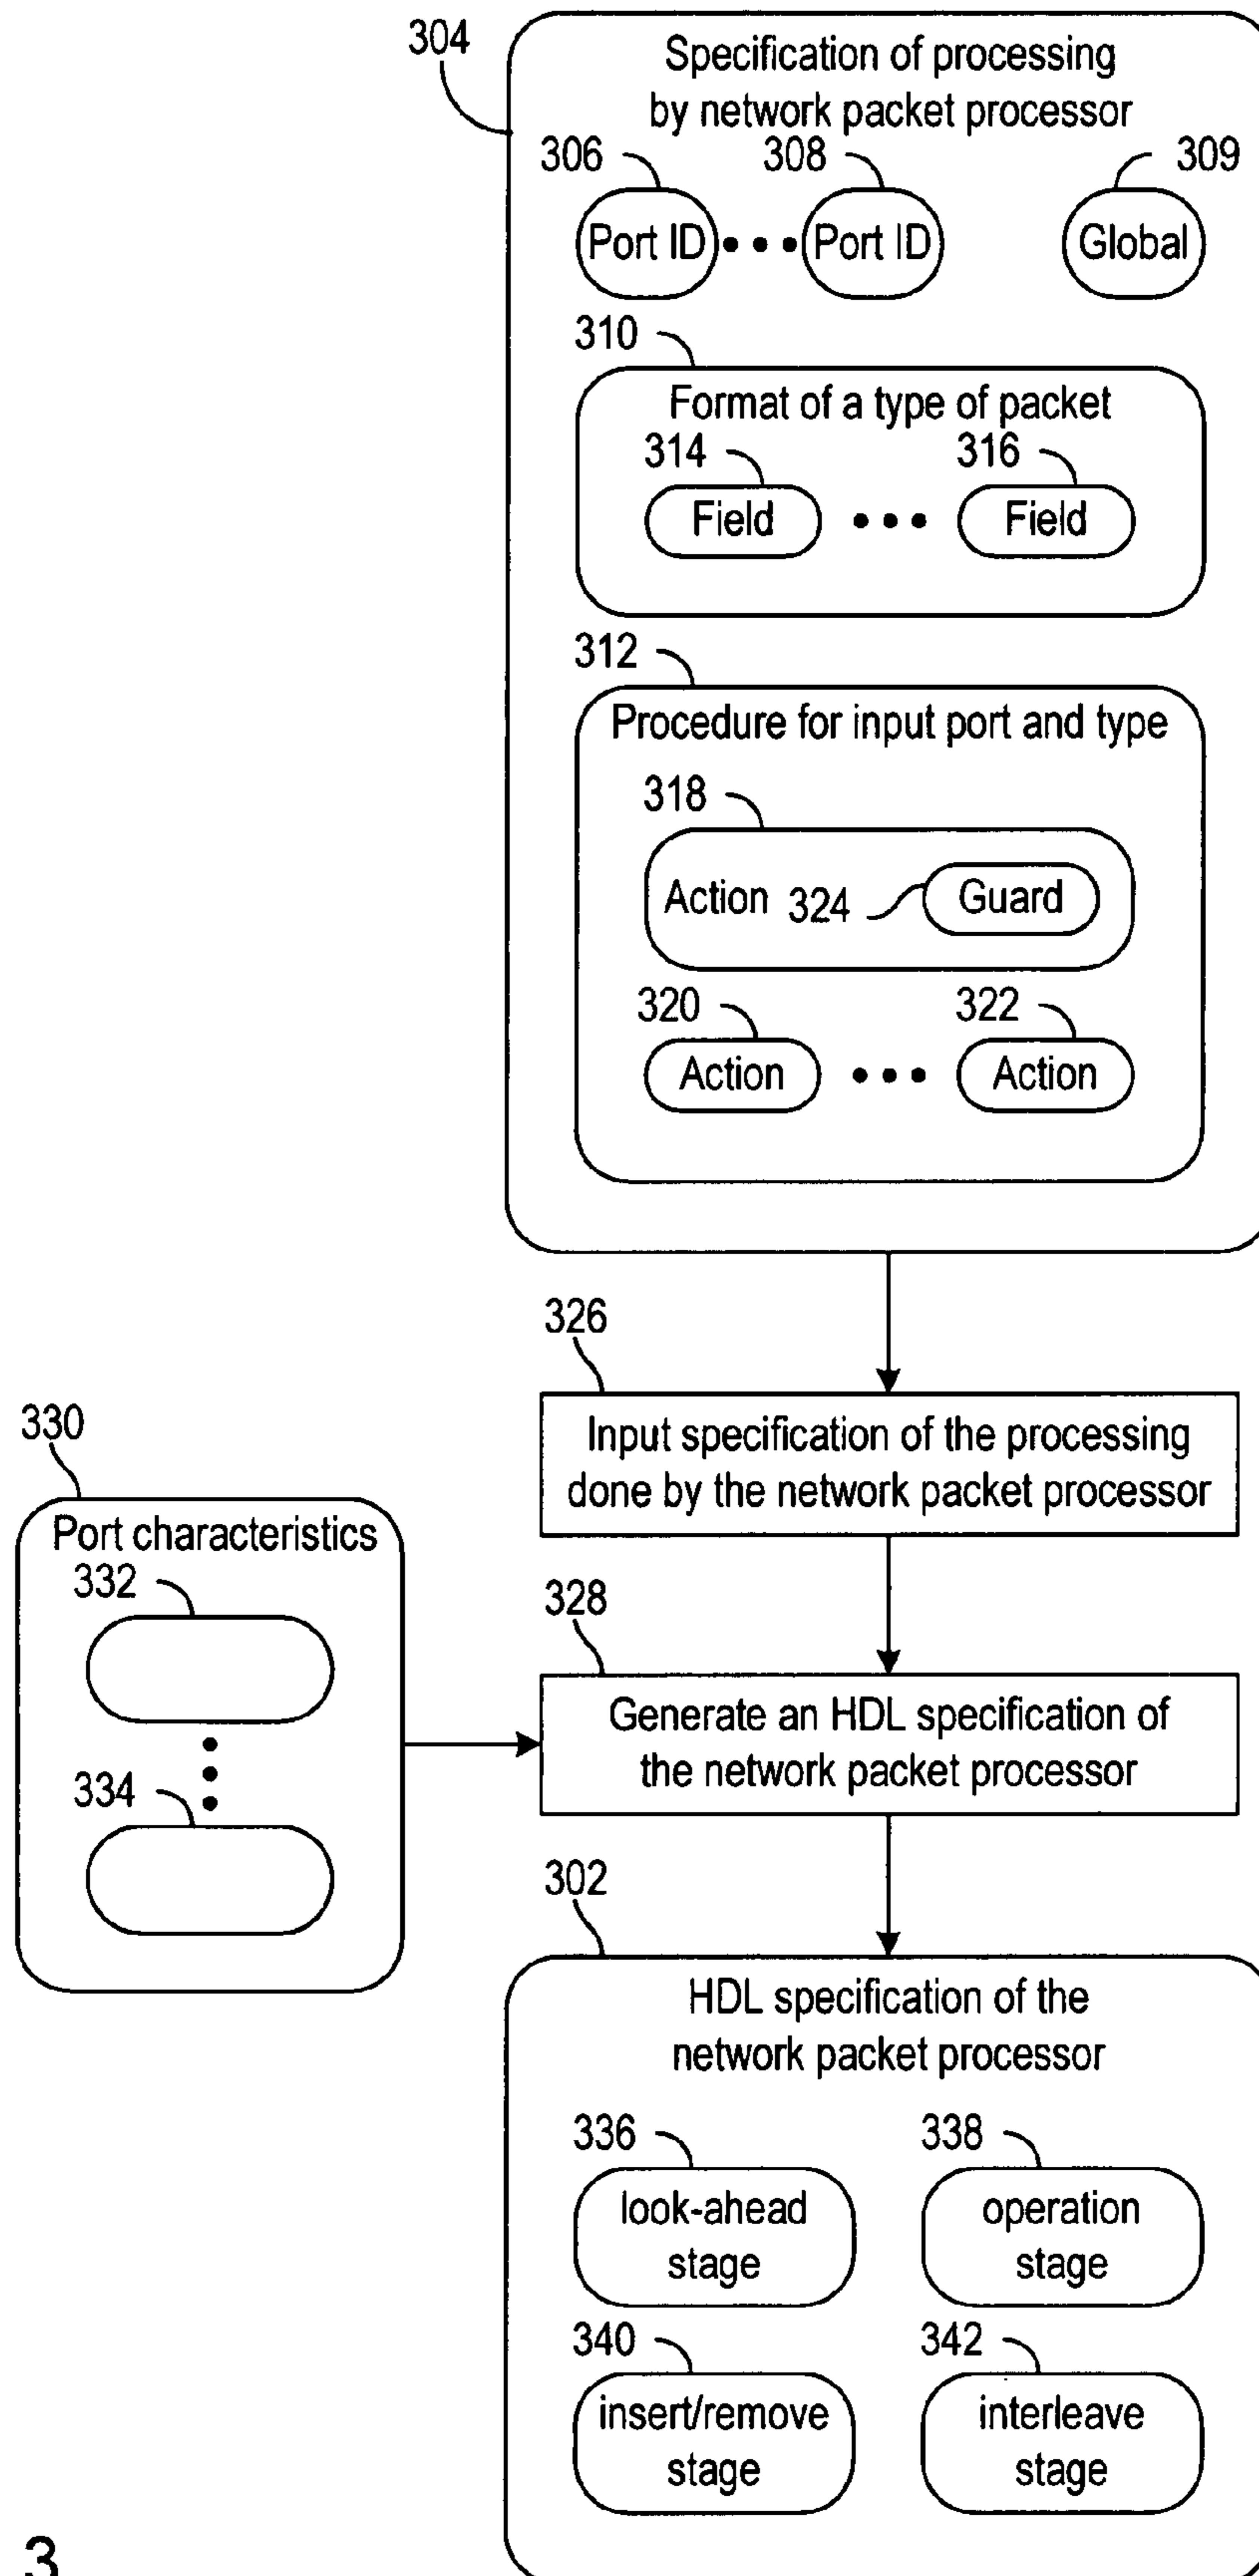 304
Specification of processing
by network packet processor
306
308
309
Port ID
Port ID
Global
310
Format of a type of packet
314
316
Field
Field
312
Procedure for input port and type
318
Action
324
Guard
320
322
Action
Action
326
Input specification of the processing
done by the network packet processor
330
Port characteristics
332
334
328
Generate an HDL specification of
the network packet processor
302
HDL specification of the
network packet processor
336
338
look-ahead
stage
operation
stage
340
342
insert/remove
stage
interleave
stage
3